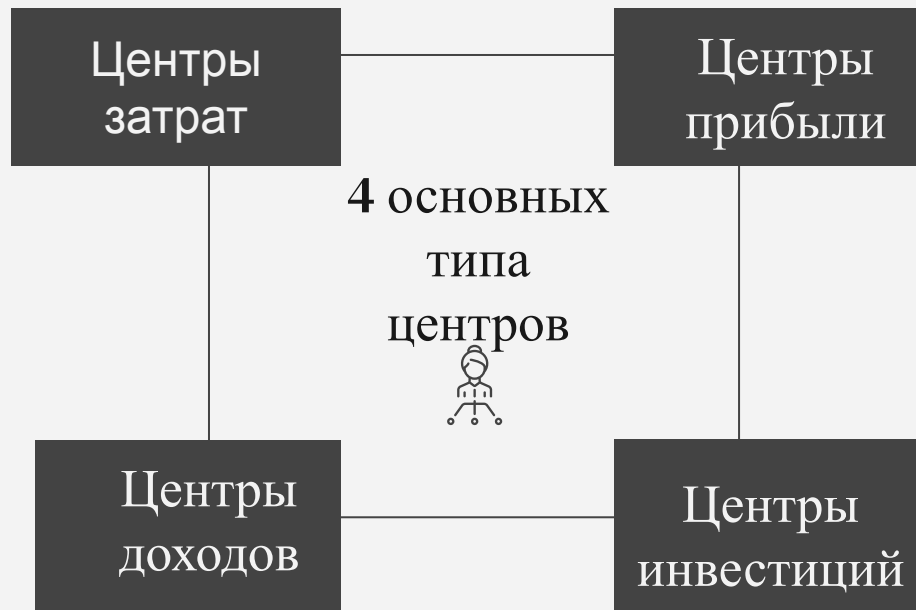 Центры
затрат
Центры
прибыли
4 основных
типа
центров
Центры
доходов
Центры
инвестиций